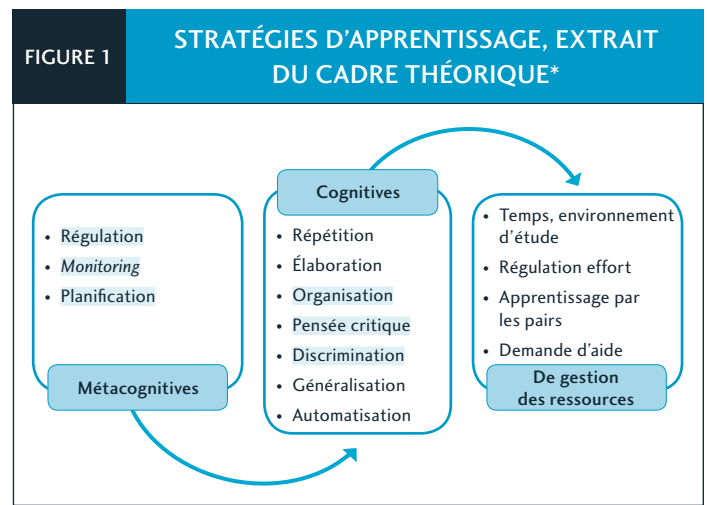 FIGURE 1
STRATÉGIES D’APPRENTISSAGE, EXTRAIT
DU CADRE THÉORIQUE*
• Régulation
• Monitoring
• Planification
Métacognitives
Cognitives
• Répétition
• Élaboration
• Organisation
• Pensée critique
• Discrimination
• Généralisation
• Automatisation
• Temps, environnement
d’étude
• Régulation effort
• Apprentissage par
les pairs
• Demande d’aide
De gestion
des ressources